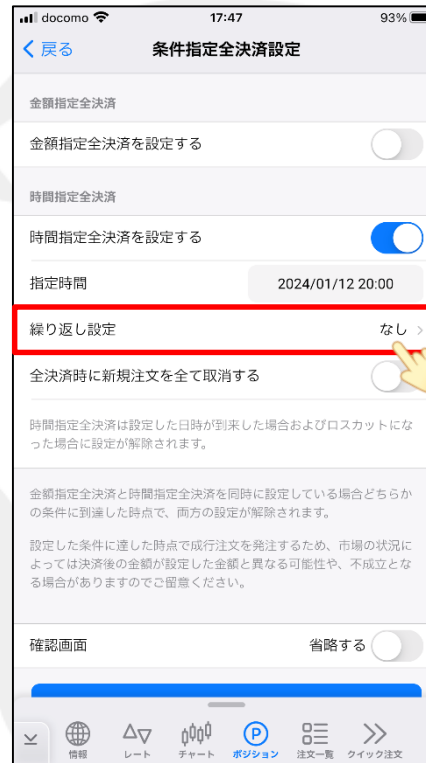 docomo 17:47 93%
戻る 条件指定全決済設定
金額指定全決済
金額指定全決済を設定する
時間指定全決済
時間指定全決済を設定する
指定時間 2024/01/12 20:00
繰り返し設定 なし
全決済時に新規注文を全て取消する
時間指定全決済は設定した日時が到来した場合およびロスカットにな
った場合に設定が解除されます。
金額指定全決済と時間指定全決済を同時に設定している場合どちらか
の条件に到達した時点で、両方の設定が解除されます。
設定した条件に達した時点で成行注文を発注するため、市場の状況に
よっては決済後の金額が設定した金額と異なる可能性や、不成立とな
る場合がありますのでご留意ください。
確認画面 省略する
情報 レート チャート P ポジション 注文一覧 クイック注文